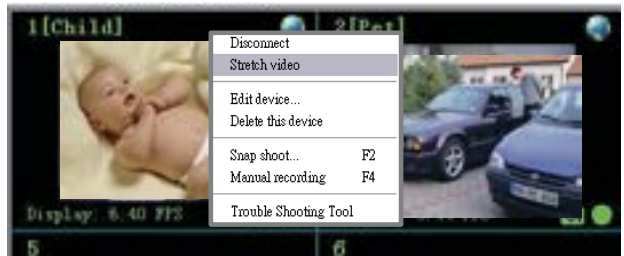 1[Child]
2[Pet]
Disconnect
Stretch video
Edit device...
Delete this device
Snap shoot... F2
Manual recording F4
Trouble Shooting Tool
Display 6.40 FPS
5
6